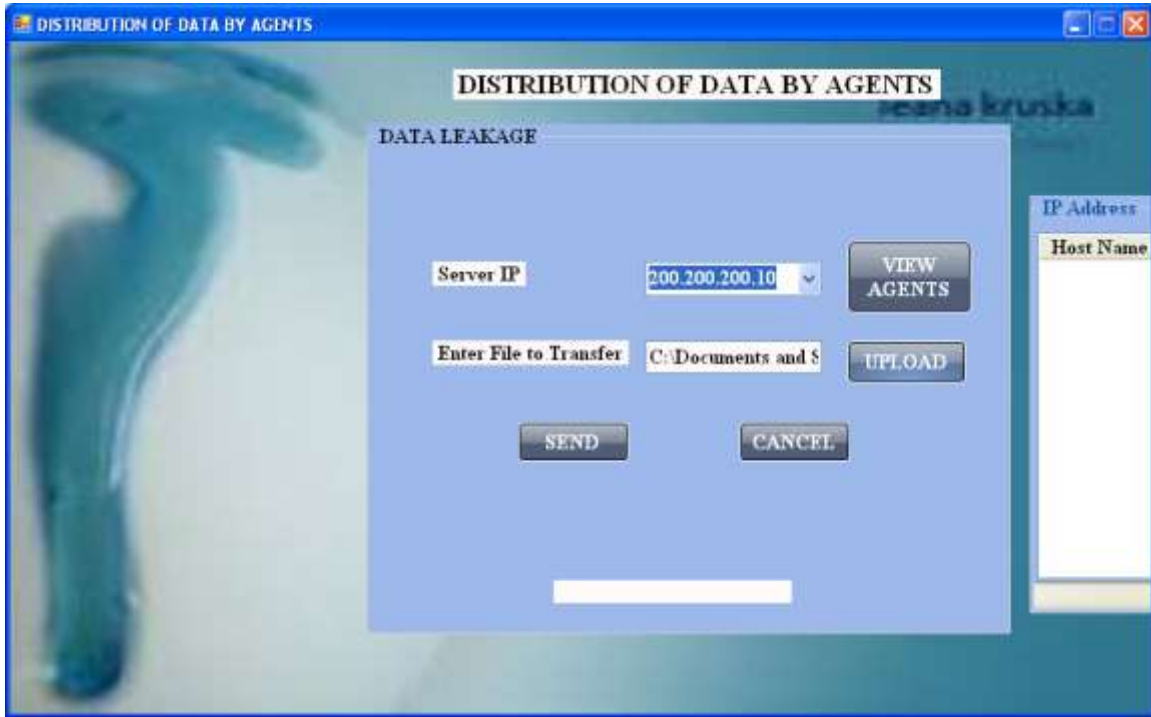 DISTRIBUTION OF DATA BY AGENTS
DISTRIBUTION OF DATA BY AGENTS
kruska
DATA LEAKAGE
IP Address
Host Name
Server IP
200.200.200.10
VIEW
AGENTS
Enter File to Transfer
C:\Documents and S
UPLOAD
SEND
CANCEL